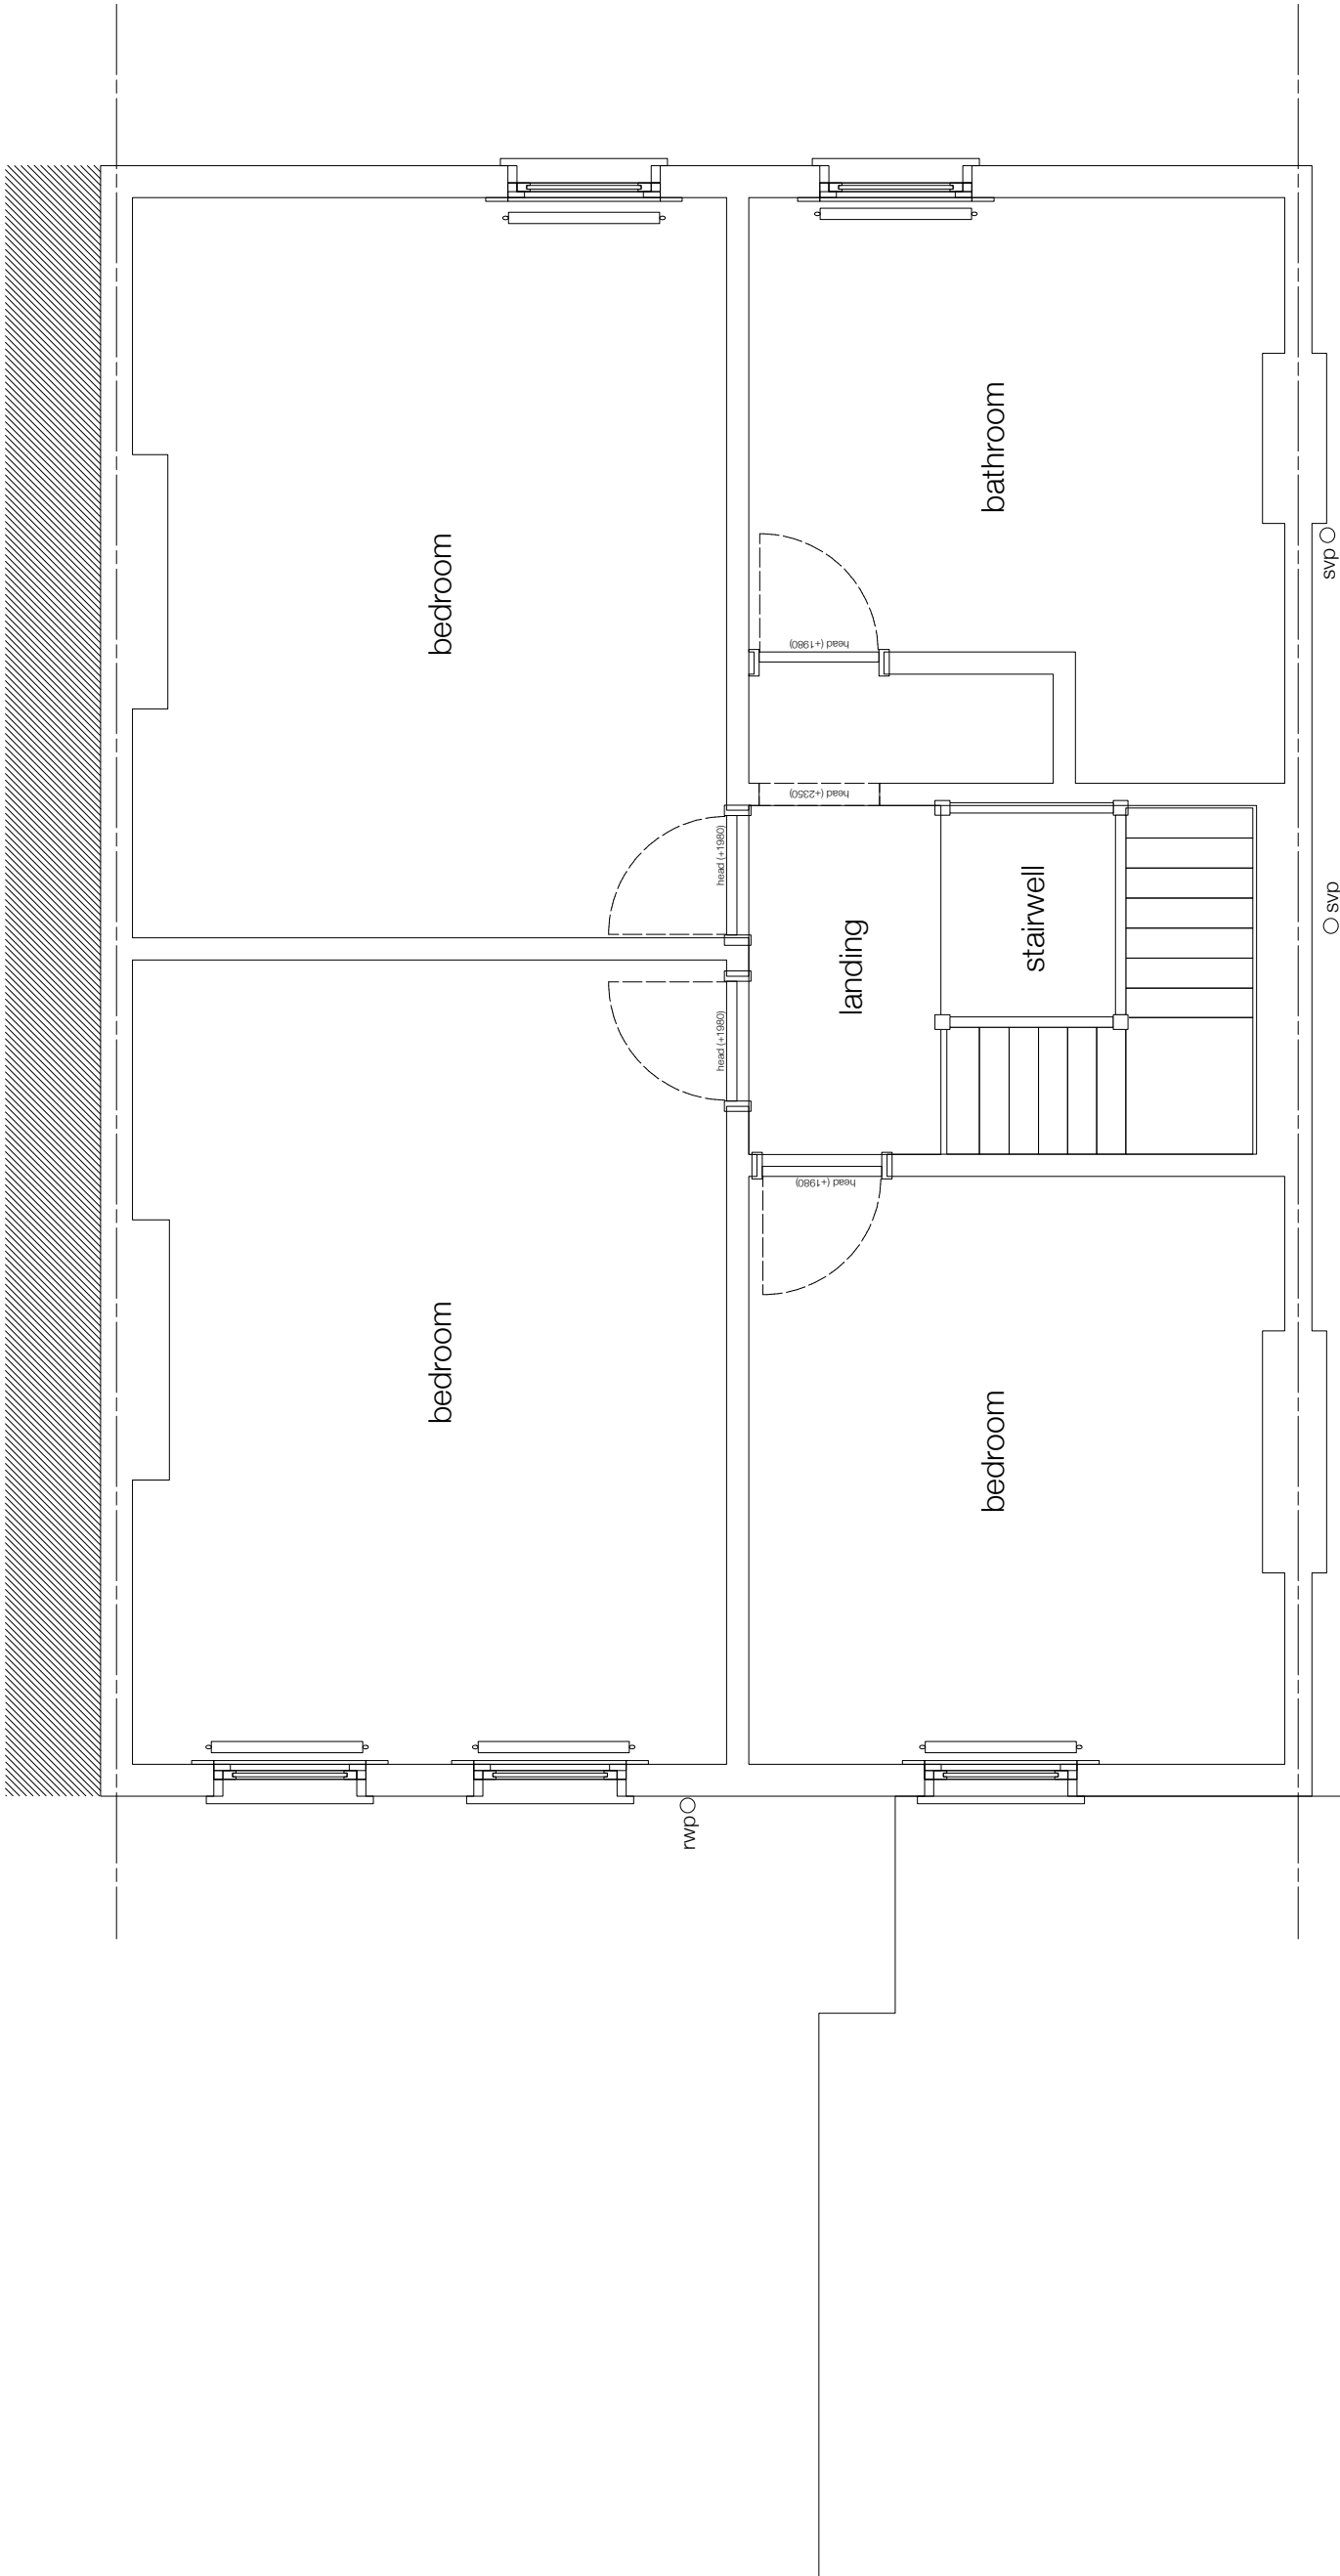 bedroom
bathroom
svp
head (+1980)
head (+2350)
head (+1980)
landing
stairwell
svp
head (+1980)
head (+1980)
bedroom
bedroom
rwp